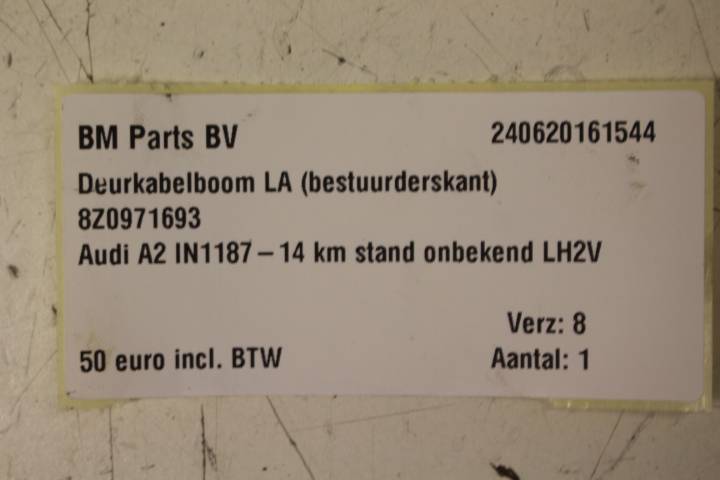 BM Parts BV 240620161544
Deurkabelboom LA (bestuurderskant)
8Z0971693
Audi A2 IN1187 – 14 km stand onbekend LH2V
Verz: 8
50 euro incl. BTW Aantal: 1